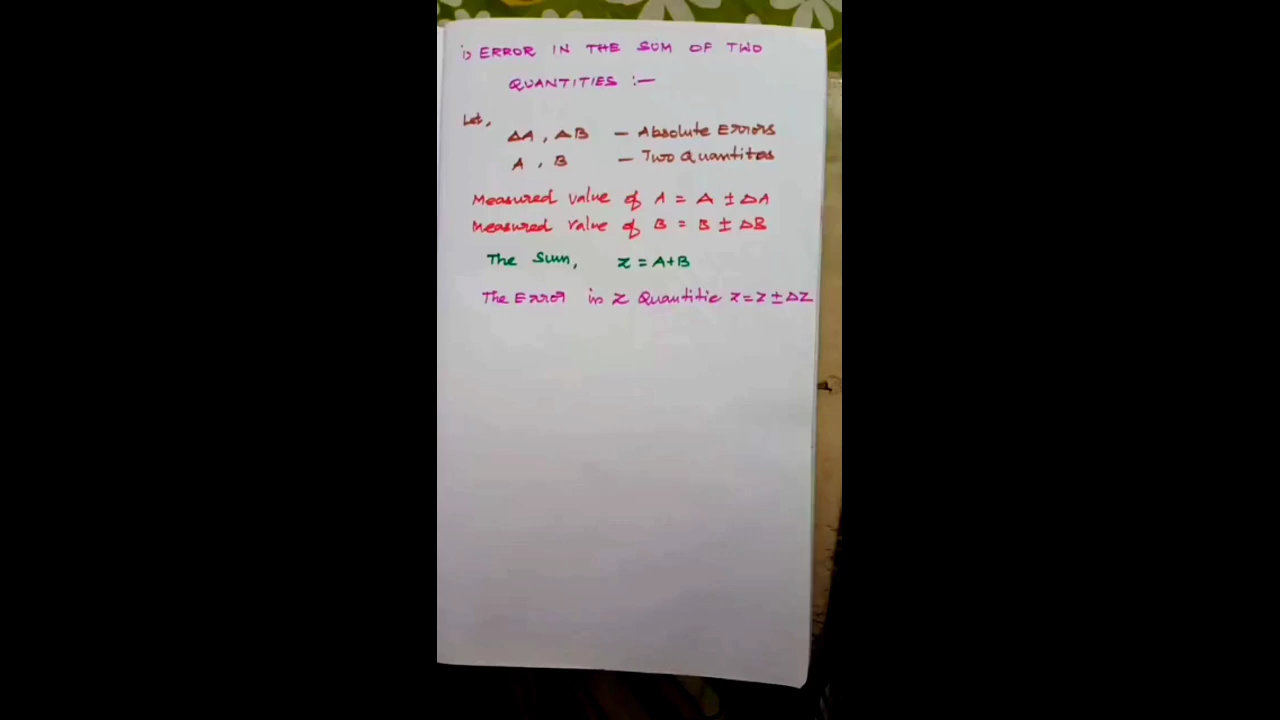 i) ERROR IN THE SUM OF TWO
QUANTITIES :—
Let,
ΔA, ΔB — Absolute Errors
A, B — Two Quantites
Measured value of A = A ± ΔA
Measured value of B = B ± ΔB
The Sum, Z = A+B
The Error in Z Quantitie Z = Z ± ΔZ